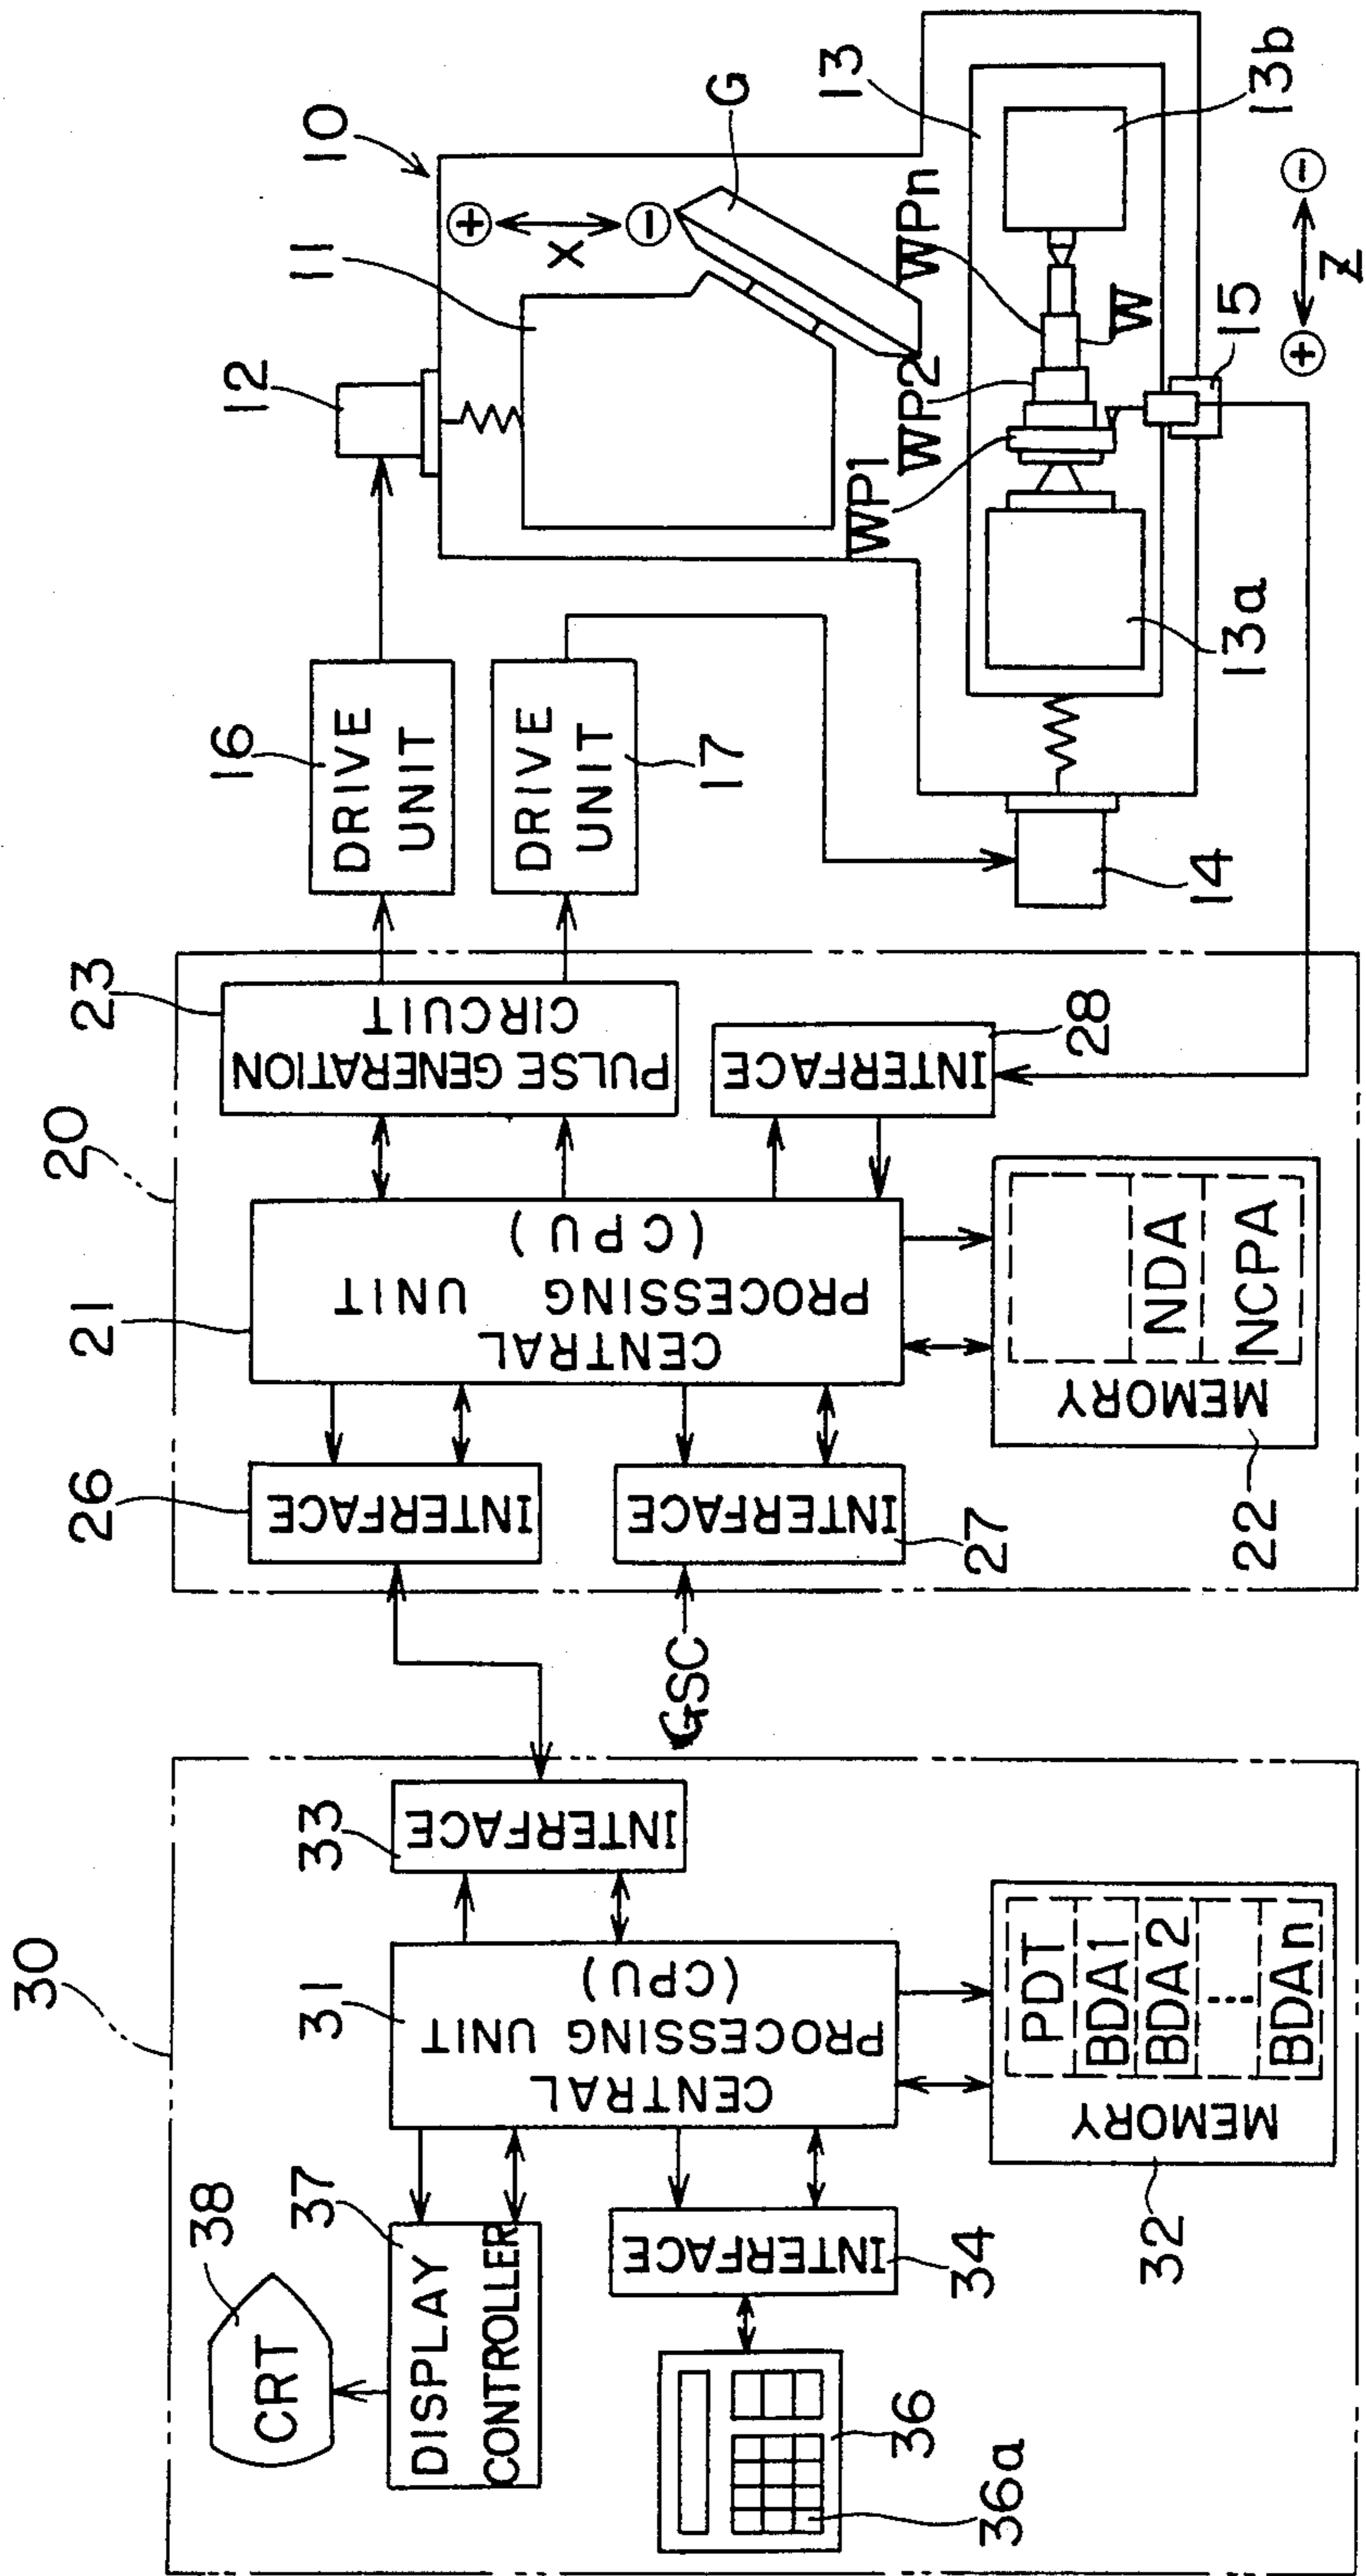 30
38
CRT
37
DISPLAY
CONTROLLER
36
36a
INTERFACE
34
31
CENTRAL
PROCESSING UNIT
(CPU)
33
INTERFACE
MEMORY
PDT
BDA1
BDA2
BDAn
32
GSC
20
26
INTERFACE
INTERFACE
27
21
CENTRAL
PROCESSING UNIT
(CPU)
MEMORY
NDA
NCPA
22
23
PULSE GENERATION
CIRCUIT
INTERFACE
28
16
DRIVE
UNIT
DRIVE
UNIT
17
14
12
11
10
+
X
-
G
WP1
WP2
WPn
W
13
13a
13b
15
+
Z
-